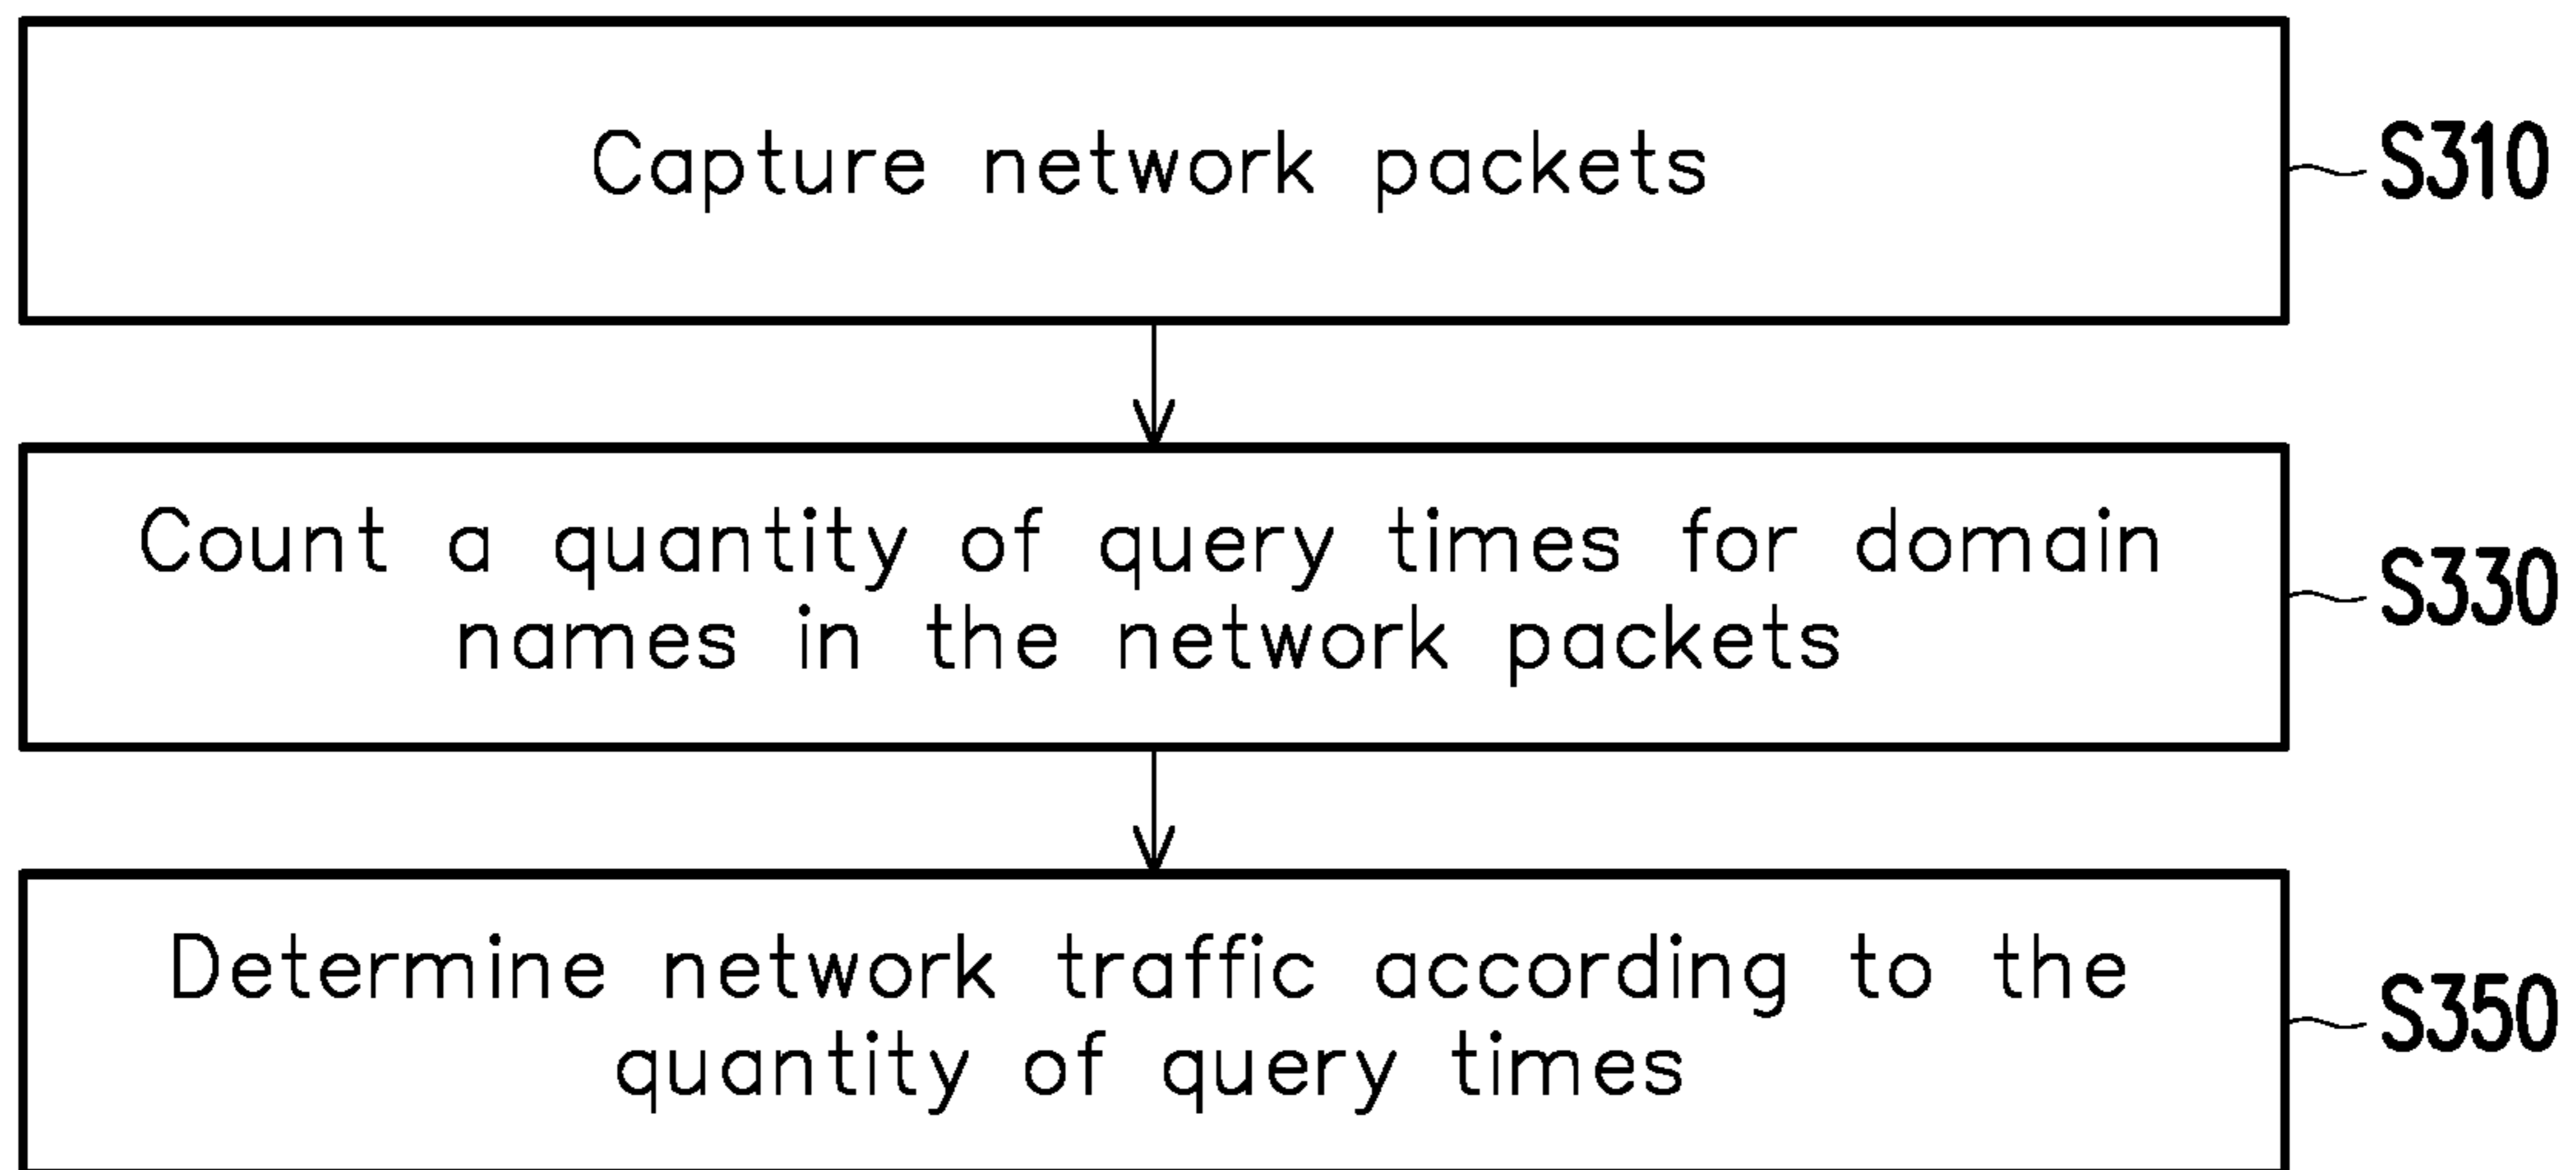 Capture network packets
S310
Count a quantity of query times for domain
names in the network packets
S330
Determine network traffic according to the
quantity of query times
S350